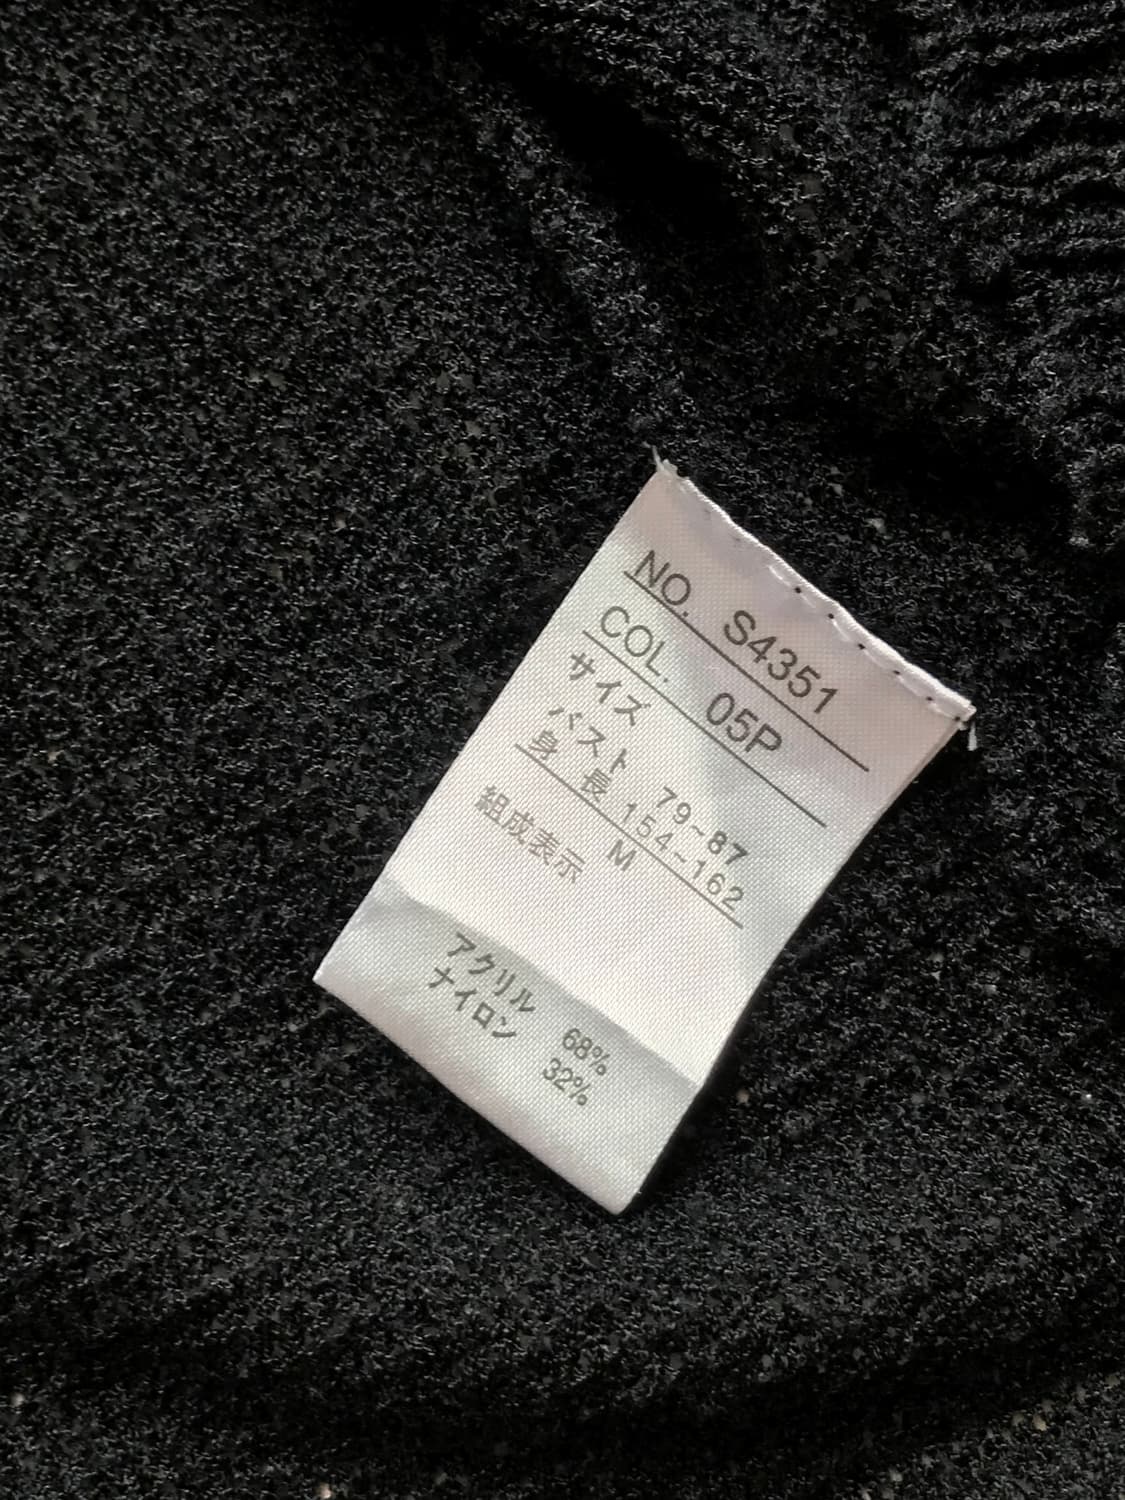 NO. S4351
COL. 05P
サイズ
バスト 79~87
身長 154~162
M
組成表示
アクリル 68%
ナイロン 32%